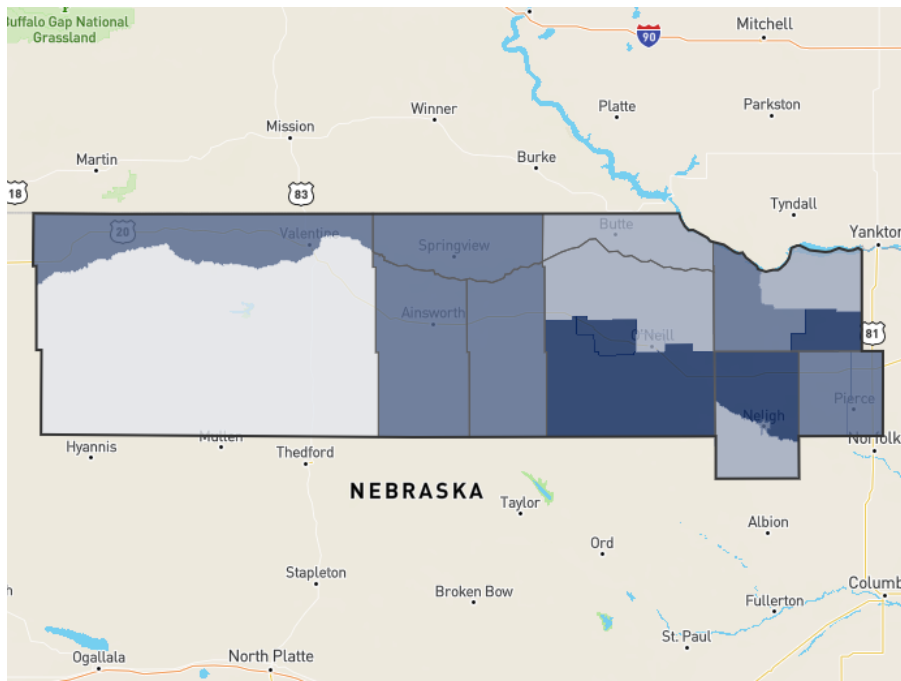 Buffalo Gap National
Grassland
90
Mitchell
Winner
Platte
Parkston
Mission
Martin
Burke
18
83
Tyndall
20
Valentine
Springview
Butte
Yankton
Ainsworth
O'Neill
81
Pierce
Neligh
Hyannis
Mullen
Thedford
Norfolk
NEBRASKA
Taylor
Albion
Ord
Stapleton
Broken Bow
Columb
Fullerton
St. Paul
Ogallala
North Platte